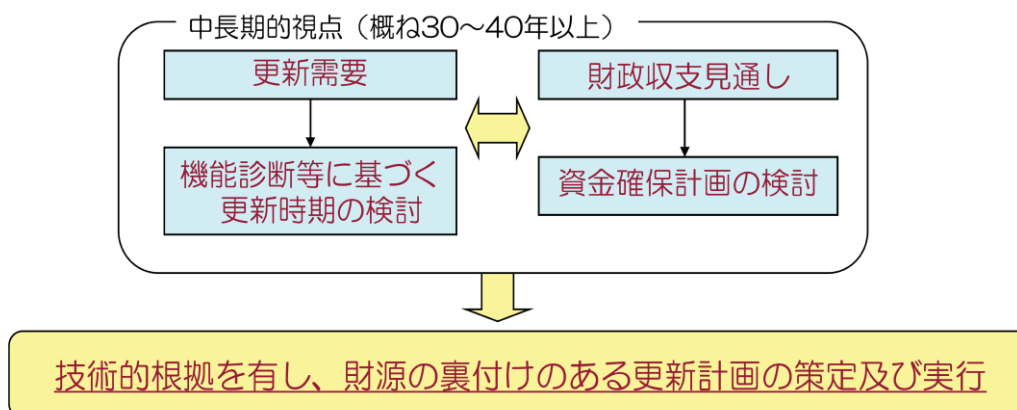 中長期的視点（概ね30～40年以上）
更新需要
財政収支見通し
機能診断等に基づく
更新時期の検討
資金確保計画の検討
技術的根拠を有し、財源の裏付けのある更新計画の策定及び実行